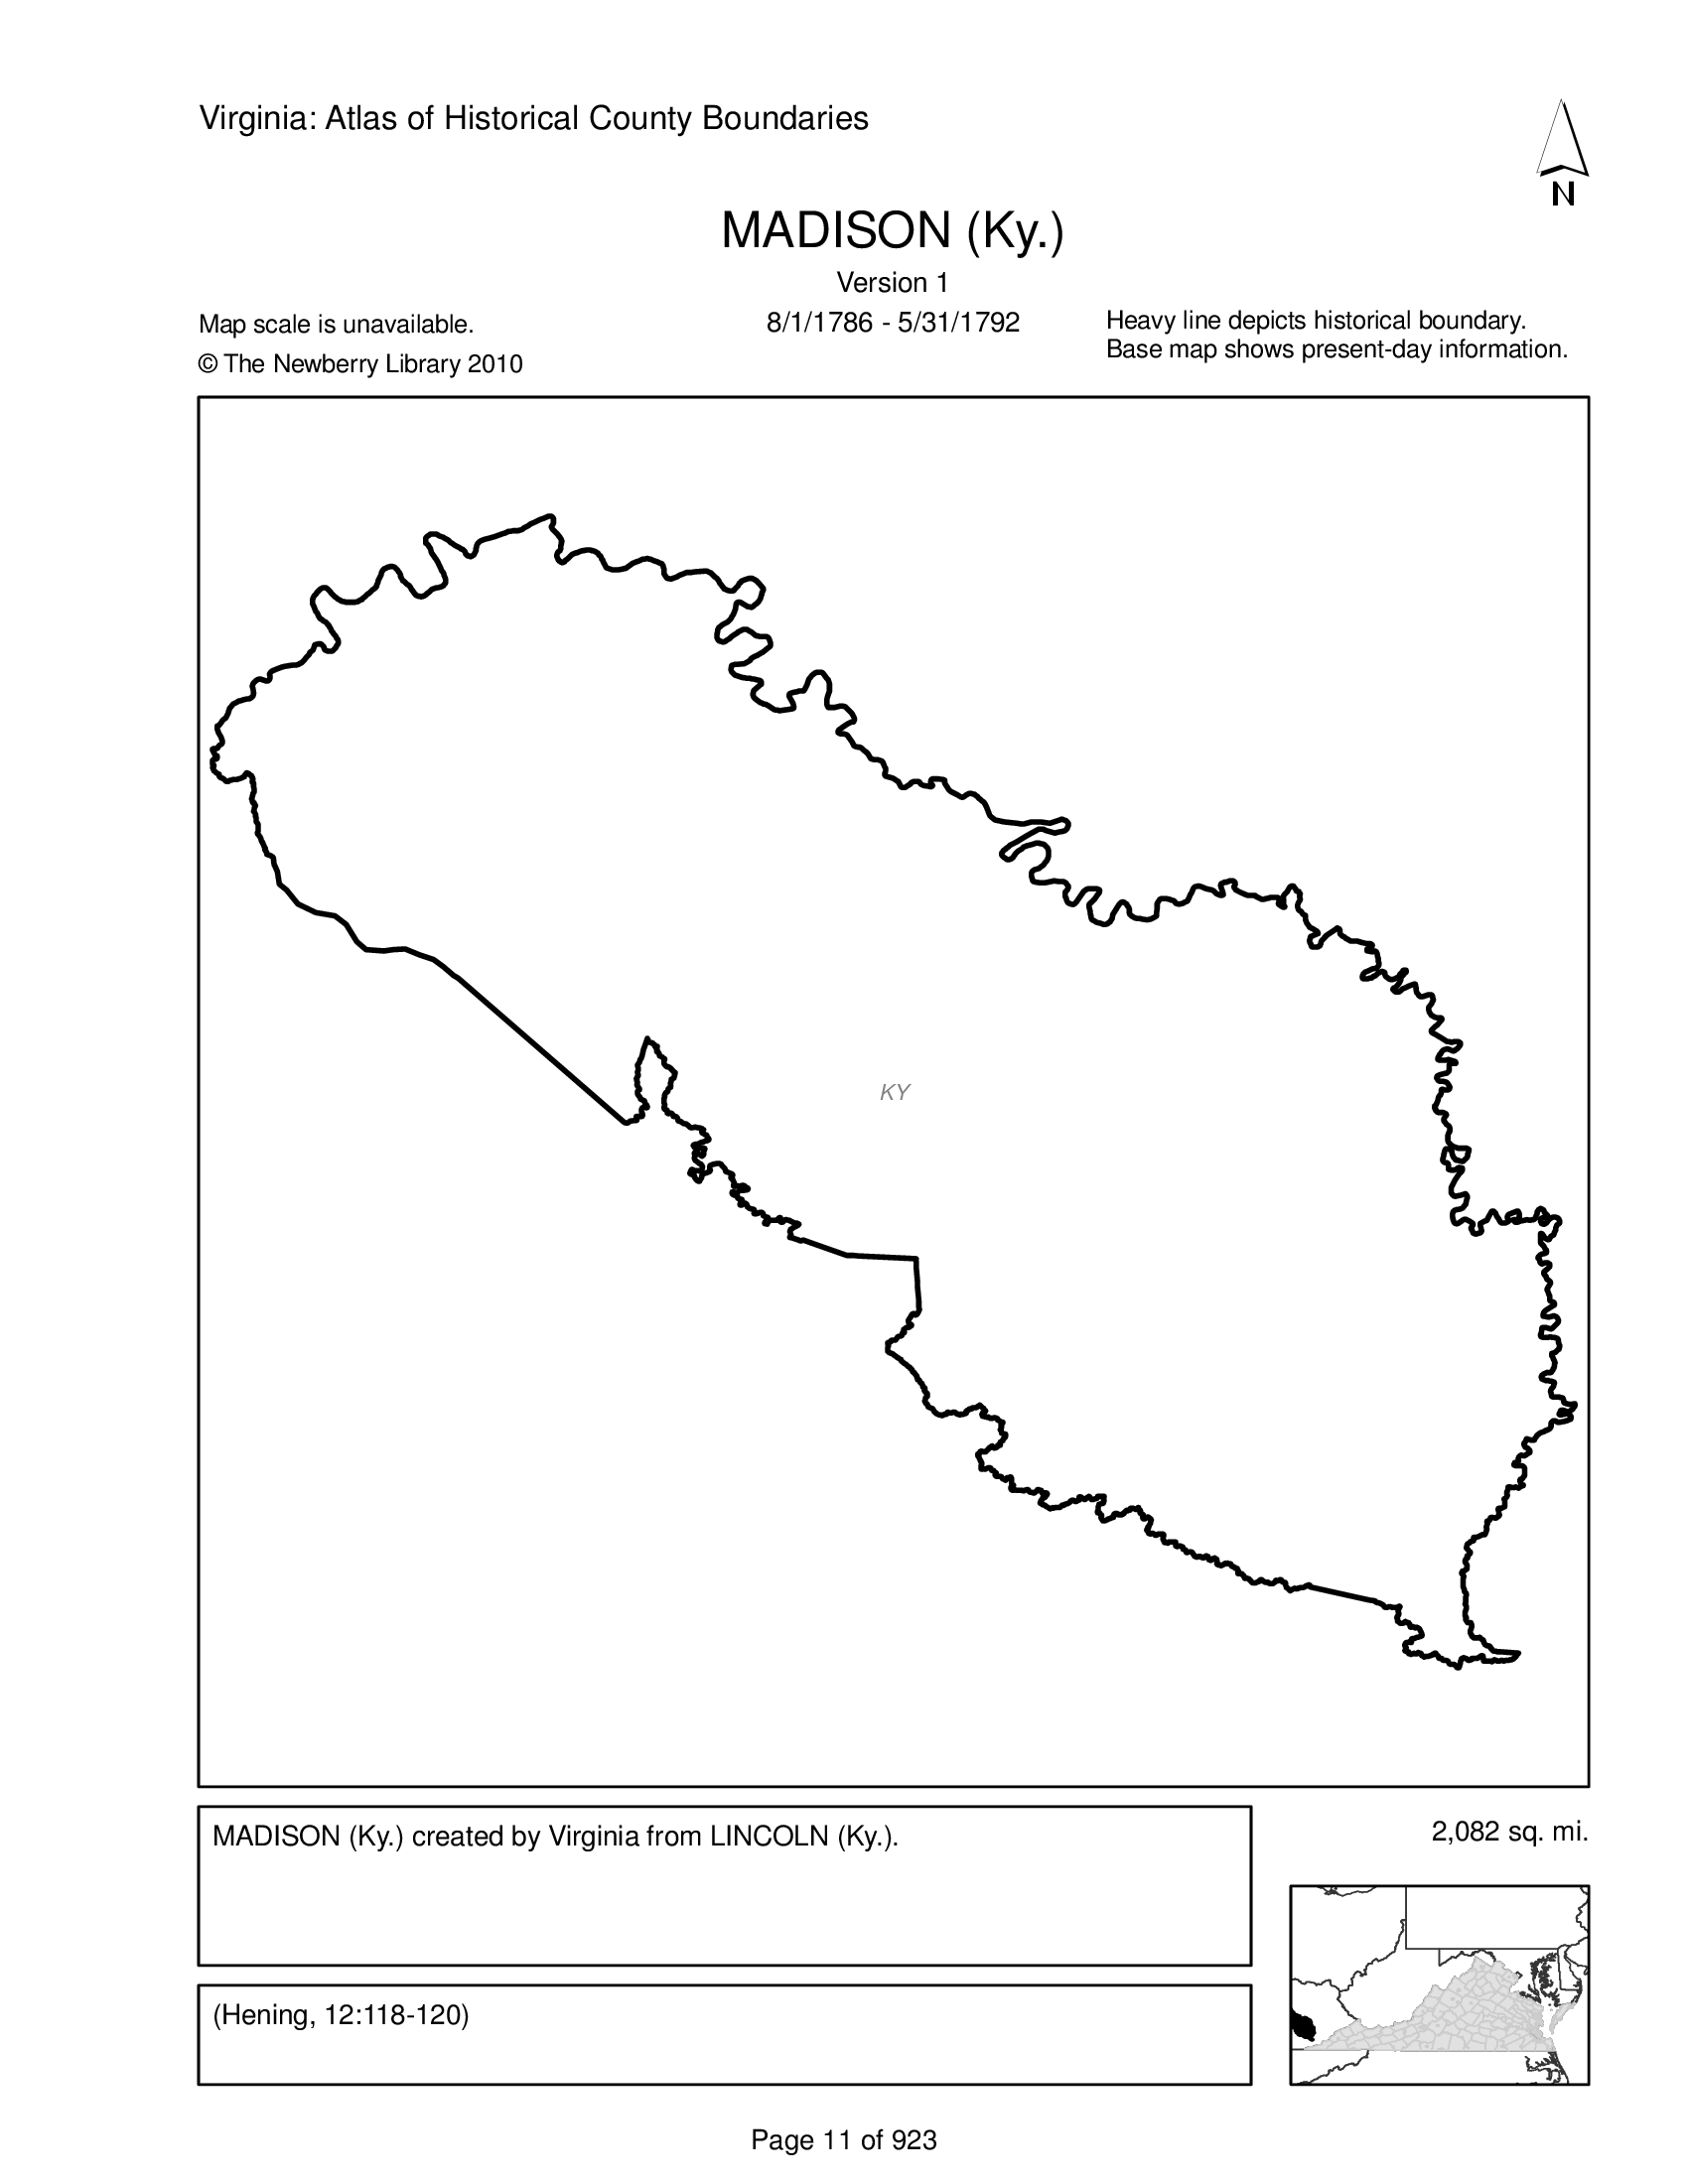 Virginia: Atlas of Historical County Boundaries
N
MADISON (Ky.)
Version 1
8/1/1786 - 5/31/1792
Map scale is unavailable.
© The Newberry Library 2010
Heavy line depicts historical boundary.
Base map shows present-day information.
KY
MADISON (Ky.) created by Virginia from LINCOLN (Ky.).
2,082 sq. mi.
(Hening, 12:118-120)
Page 11 of 923